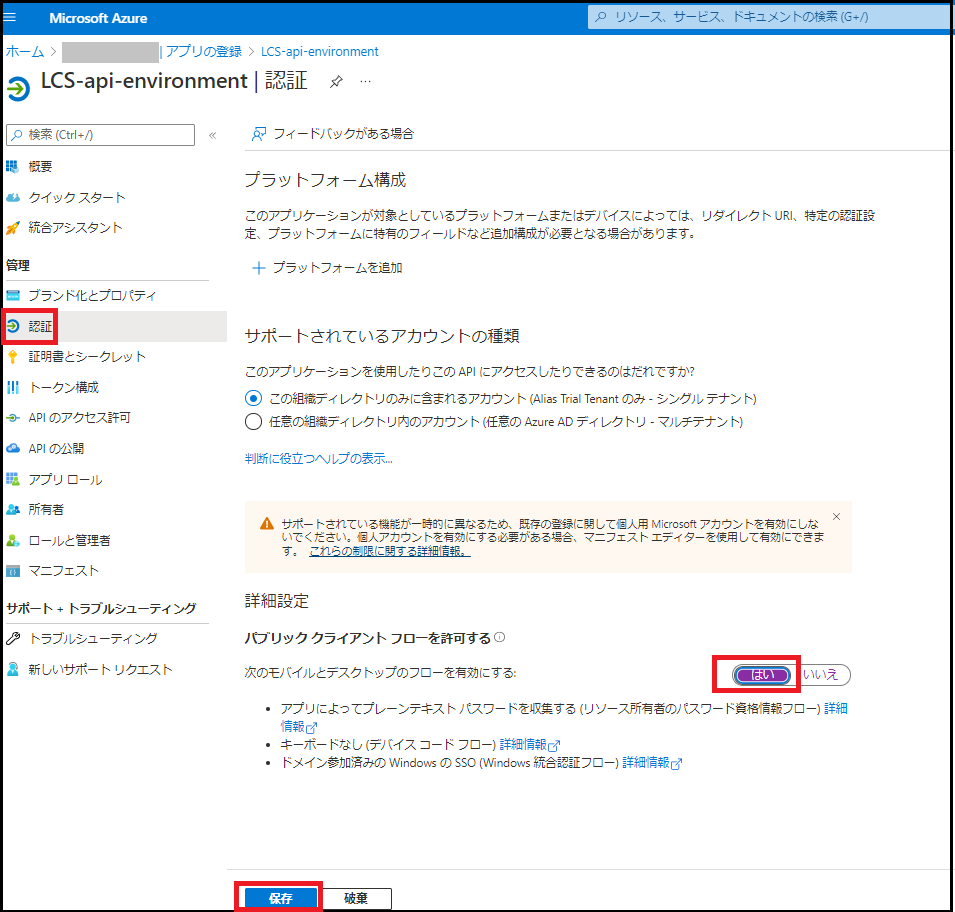 Microsoft Azure
リソース、サービス、ドキュメントの検索 (G+/)
ホーム > | アプリの登録 > LCS-api-environment
LCS-api-environment | 認証
検索 (Ctrl+/)
«
概要
クイック スタート
統合アシスタント
管理
ブランド化とプロパティ
認証
証明書とシークレット
トークン構成
API のアクセス許可
API の公開
アプリ ロール
所有者
ロールと管理者
マニフェスト
サポート + トラブルシューティング
トラブルシューティング
新しいサポート リクエスト
フィードバックがある場合
プラットフォーム構成
このアプリケーションが対象としているプラットフォームまたはデバイスによっては、リダイレクト URI、特定の認証設
定、プラットフォームに特有のフィールドなど追加構成が必要となる場合があります。
プラットフォームを追加
サポートされているアカウントの種類
このアプリケーションを使用したりこの API にアクセスしたりできるのはだれですか?
この組織ディレクトリのみに含まれるアカウント (Alias Trial Tenant のみ - シングル テナント)
任意の組織ディレクトリ内のアカウント (任意の Azure AD ディレクトリ - マルチテナント)
判断に役立つヘルプの表示...
サポートされている機能が一時的に異なるため、既存の登録に関して個人用 Microsoft アカウントを有効にしな
いでください。個人アカウントを有効にする必要がある場合、マニフェスト エディターを使用して有効にできま
す。 これらの制限に関する詳細情報。
詳細設定
パブリック クライアント フローを許可する
次のモバイルとデスクトップのフローを有効にする:
はい いいえ
• アプリによってプレーンテキスト パスワードを収集する (リソース所有者のパスワード資格情報フロー) 詳細
情報
• キーボードなし (デバイス コード フロー) 詳細情報
• ドメイン参加済みの Windows の SSO (Windows 統合認証フロー) 詳細情報
保存 破棄